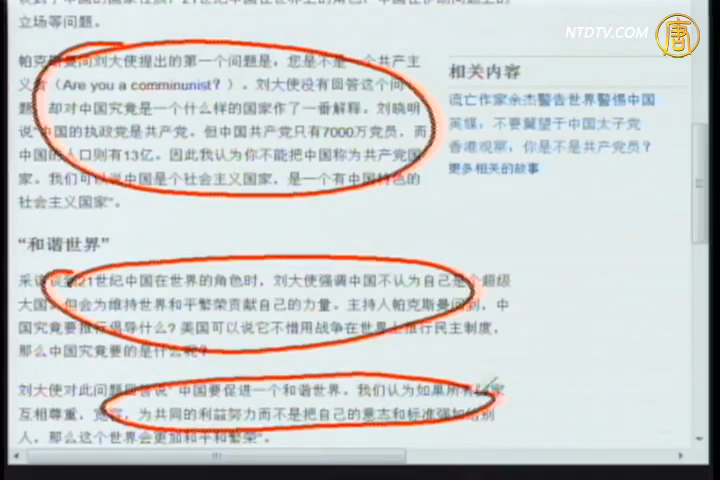 立场等问题。
NTDTV.COM
唐
帕克斯曼问刘大使提出的第一个问题是，您是不是一个共产主
义者（Are you a comminunist？）。刘大使没有回答这个问
题，却对中国究竟是一个什么样的国家作了一番解释。刘晓明
说"中国的执政党是共产党，但中国共产党只有7000万党员，而
中国的人口则有13亿。因此我认为你不能把中国称为共产党国
家。我们可以说中国是个社会主义国家，是一个有中国特色的
社会主义国家"。
相关内容
流亡作家余杰警告世界警惕中国
英媒：不要冀望于中国太子党
香港观察：你是不是共产党员？
更多相关的故事
"和谐世界"
采访谈到21世纪中国在世界的角色时，刘大使强调中国不认为自己是个超级
大国，但会为维持世界和平繁荣贡献自己的力量。主持人帕克斯曼问到，中
国究竟要推行倡导什么？美国可以说它不惜用战争在世界上推行民主制度，
那么中国究竟要的是什么呢？
刘大使对此问题回答说" 中国要促进一个和谐世界。我们认为如果所有国家
互相尊重，宽容，为共同的利益努力而不是把自己的意志和标准强加给别
人，那么这个世界会更加和平和繁荣"。